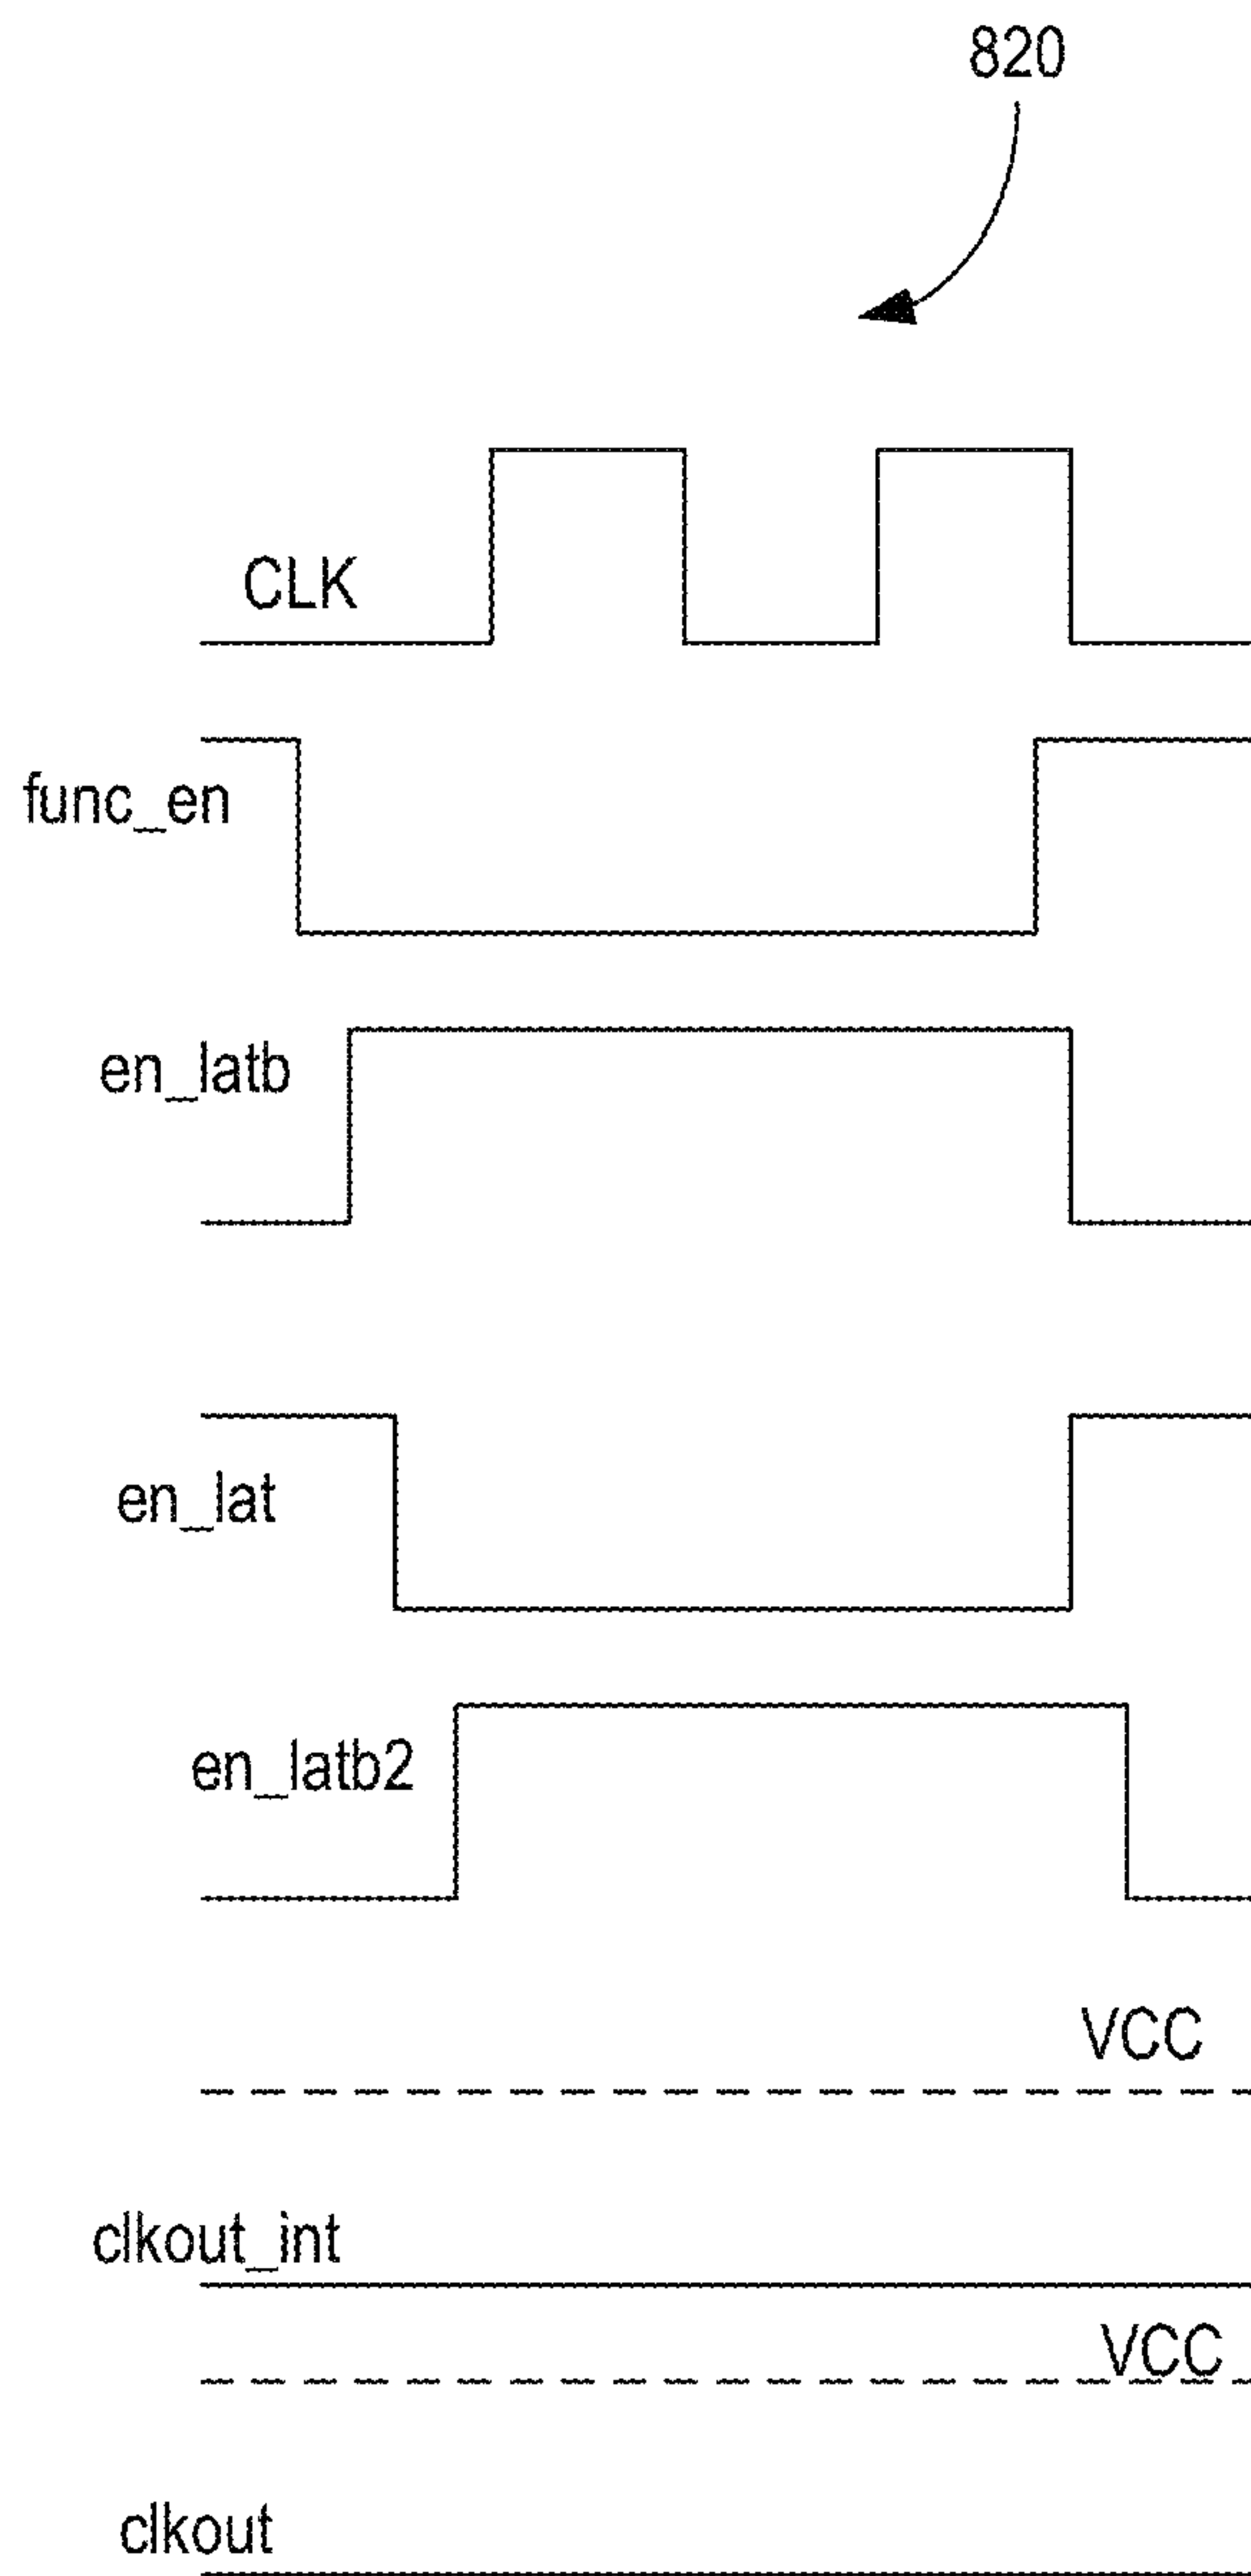 820
CLK
func_en
en_latb
en_lat
en_latb2
VCC
clkout_int
VCC
clkout